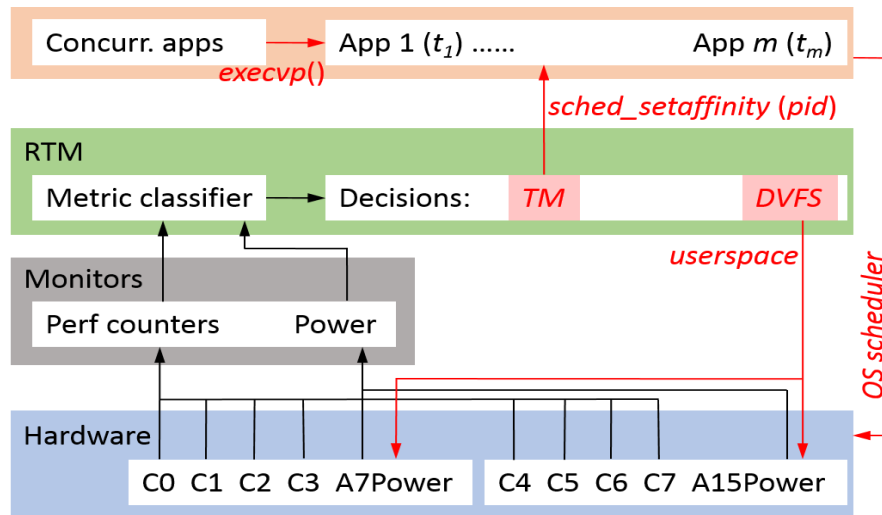 Concurr. apps
App 1 (t1) ......
App m (tm)
execvp()
sched_setaffinity (pid)
RTM
Metric classifier
Decisions:
TM
DVFS
userspace
Monitors
Perf counters
Power
OS scheduler
Hardware
C0 C1 C2 C3 A7Power
C4 C5 C6 C7 A15Power